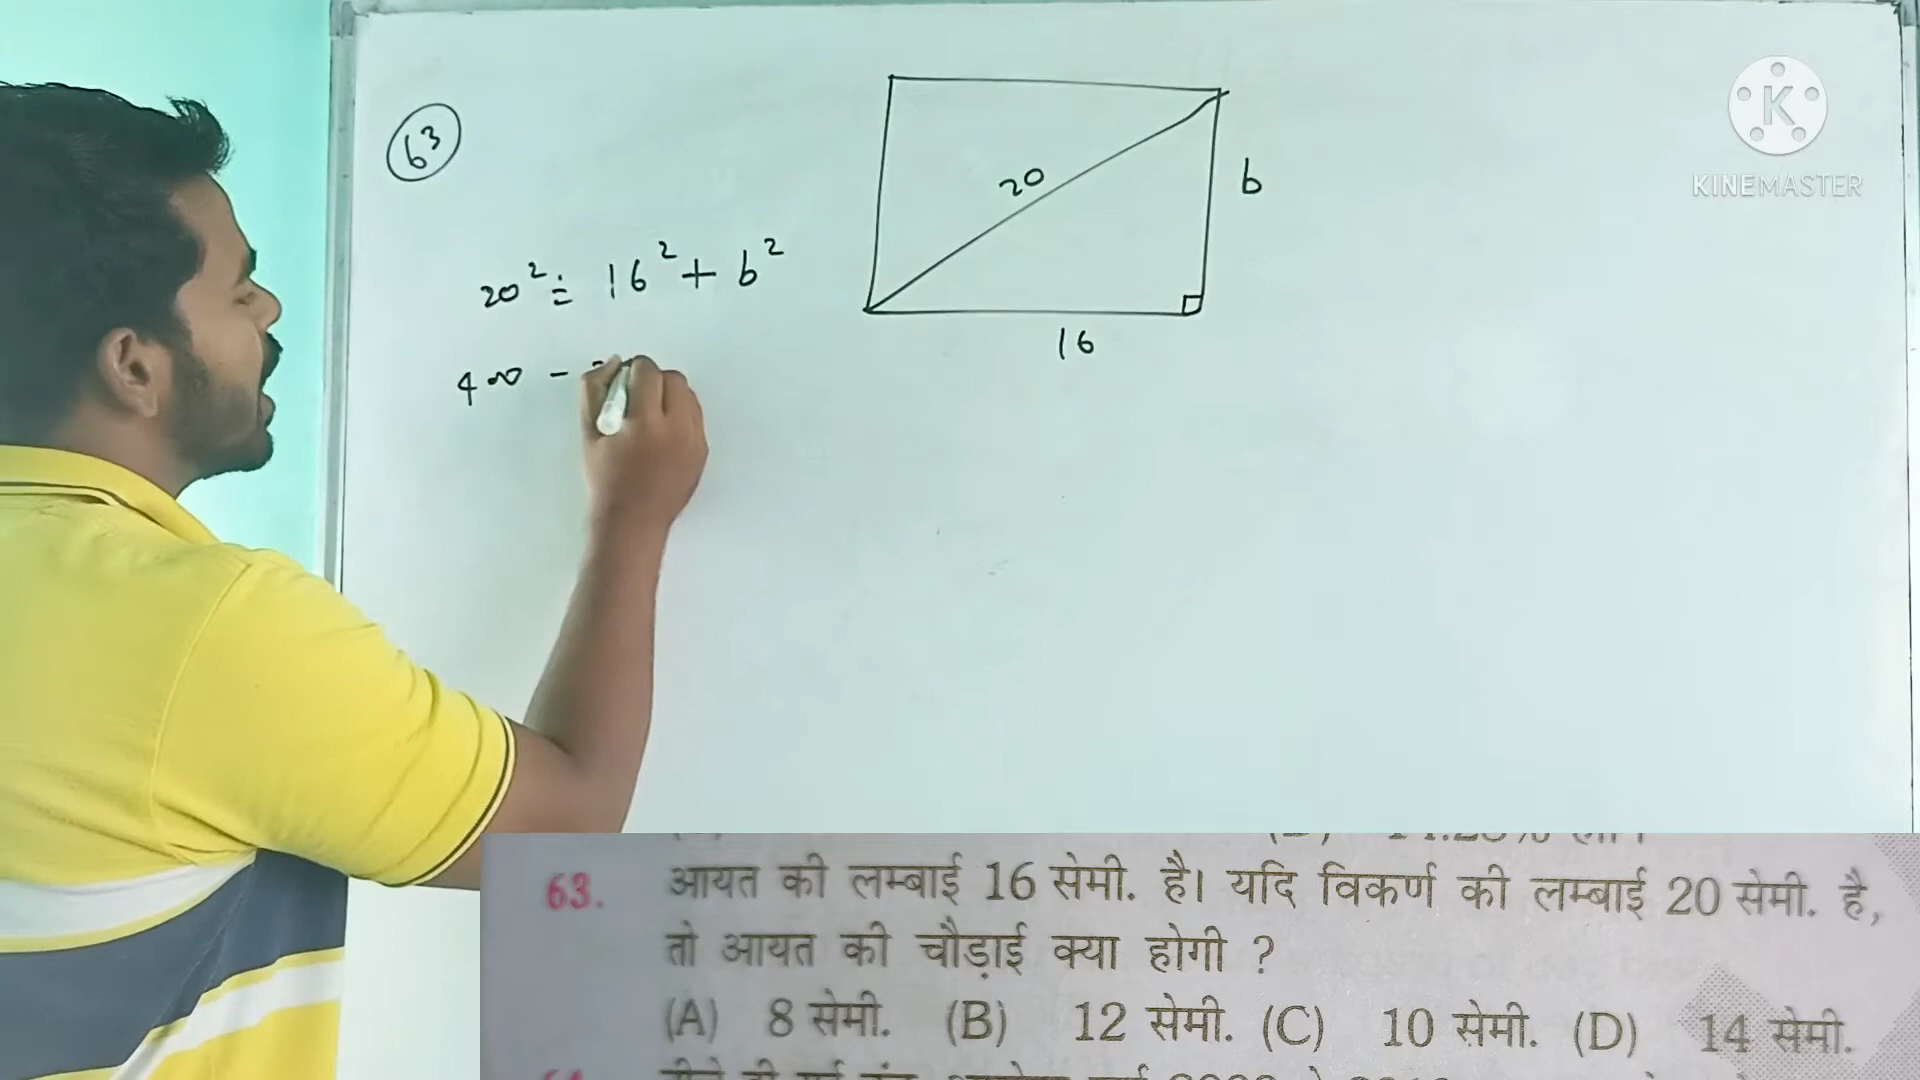 63
20
b
20² = 16² + b²
16
400 -
KINEMASTER
63. आयत की लम्बाई 16 सेमी. है। यदि विकर्ण की लम्बाई 20 सेमी. है,
तो आयत की चौड़ाई क्या होगी ?
(A) 8 सेमी. (B) 12 सेमी. (C) 10 सेमी. (D) 14 सेमी.